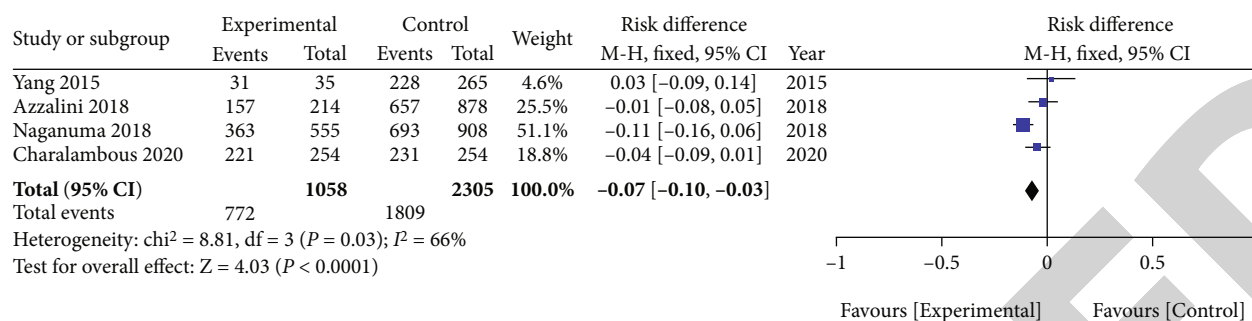 Study or subgroup Experimental Control Weight Risk difference Year Risk difference
Events Total Events Total M-H, fixed, 95% CI M-H, fixed, 95% CI
Yang 2015 31 35 228 265 4.6% 0.03 [–0.09, 0.14] 2015
Azzalini 2018 157 214 657 878 25.5% –0.01 [–0.08, 0.05] 2018
Naganuma 2018 363 555 693 908 51.1% –0.11 [–0.16, 0.06] 2018
Charalambous 2020 221 254 231 254 18.8% –0.04 [–0.09, 0.01] 2020
Total (95% CI) 1058 2305 100.0% –0.07 [–0.10, –0.03]
Total events 772 1809
Heterogeneity: chi² = 8.81, df = 3 (P = 0.03); I² = 66%
Test for overall effect: Z = 4.03 (P < 0.0001)
–1 –0.5 0 0.5
Favours [Experimental] Favours [Control]